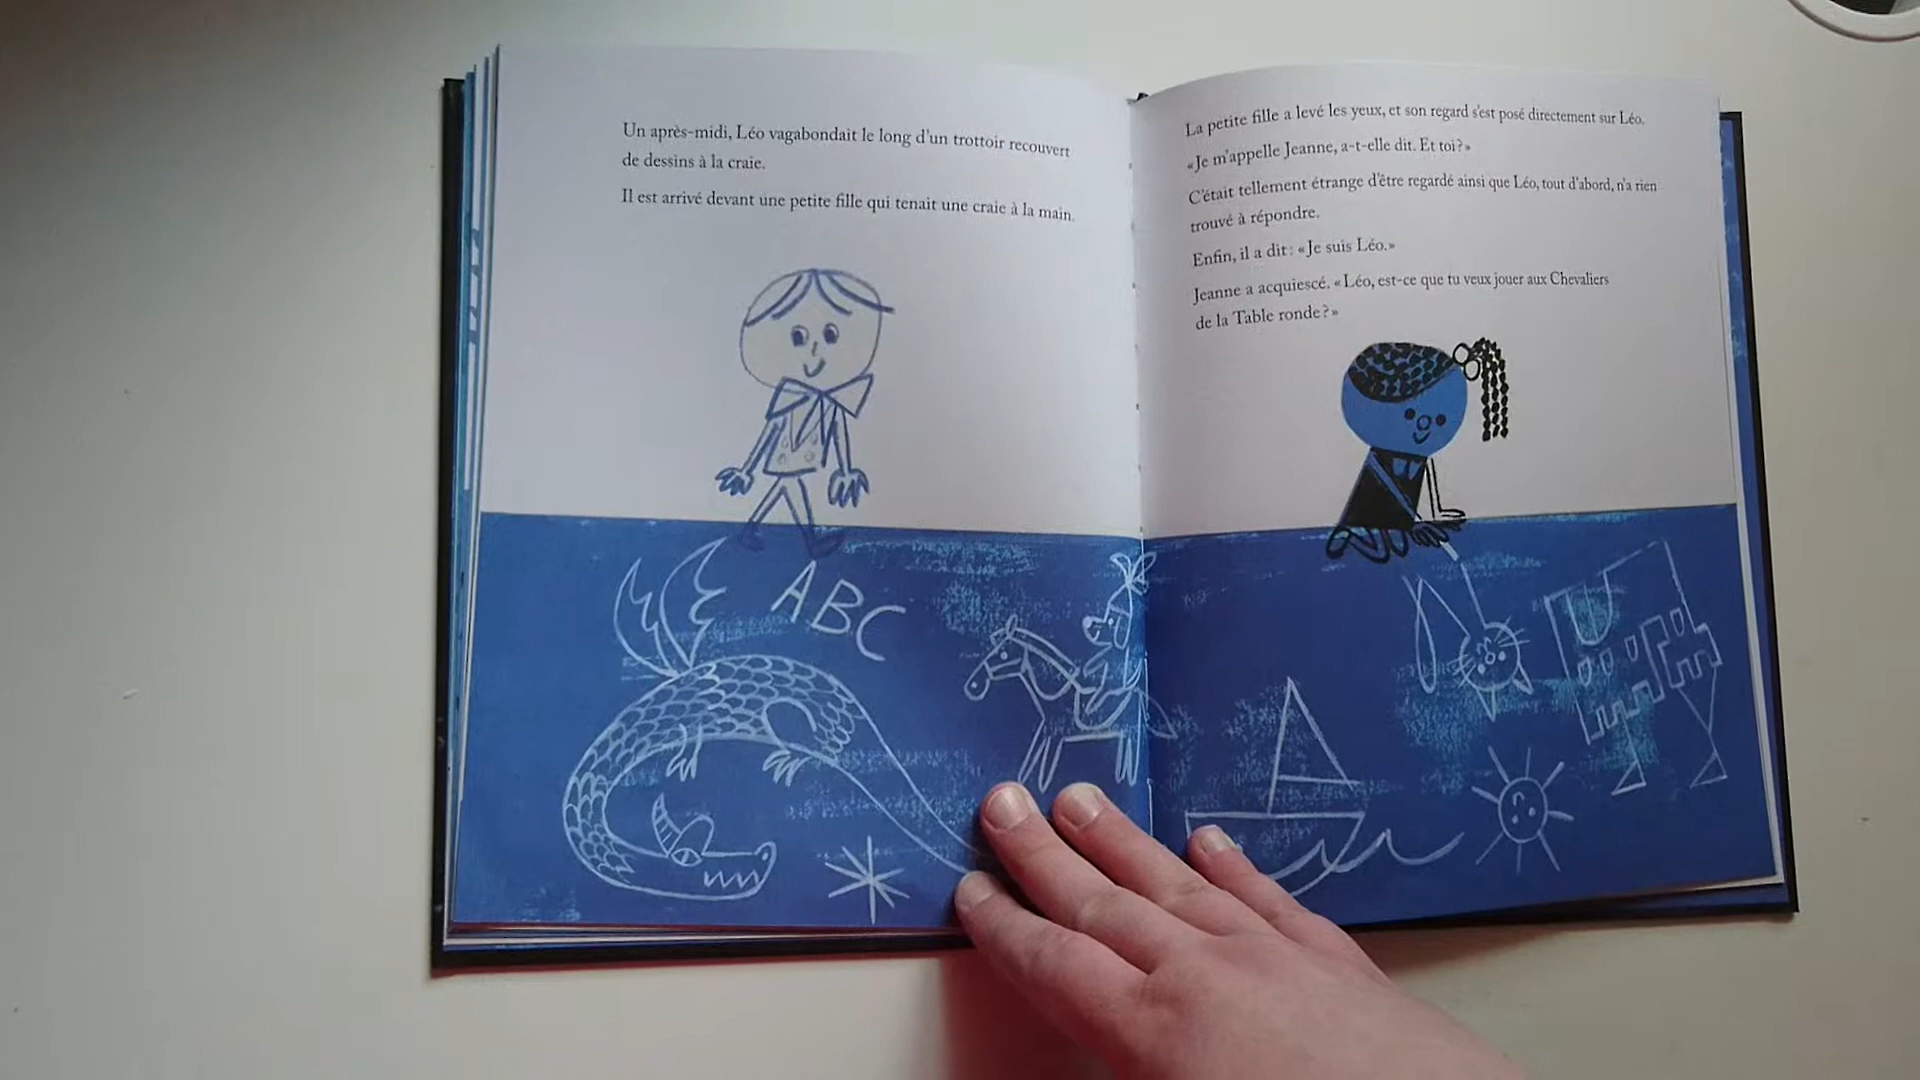 Un après-midi, Léo vagabondait le long d'un trottoir recouvert
de dessins à la craie.
Il est arrivé devant une petite fille qui tenait une craie à la main.
ABC
La petite fille a levé les yeux, et son regard s'est posé directement sur Léo.
«Je m'appelle Jeanne, a-t-elle dit. Et toi?»
C'était tellement étrange d'être regardé ainsi que Léo, tout d'abord, n'a rien
trouvé à répondre.
Enfin, il a dit: «Je suis Léo.»
Jeanne a acquiescé. «Léo, est-ce que tu veux jouer aux Chevaliers
de la Table ronde?»